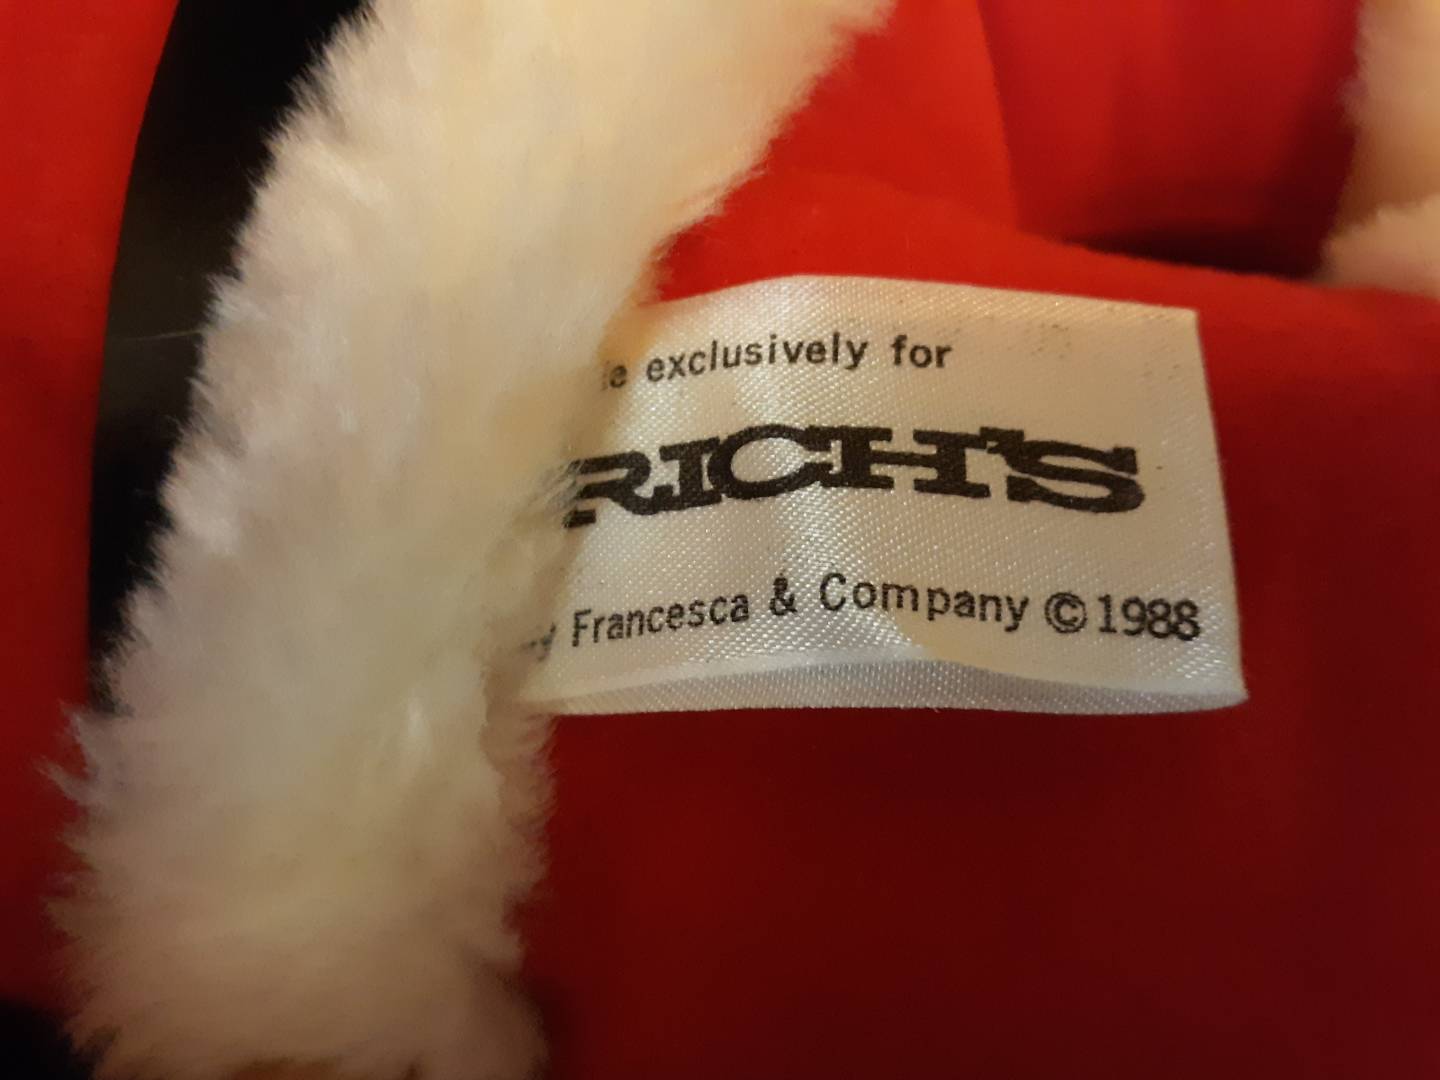 exclusively for
RICH'S
Francesca & Company ©1988